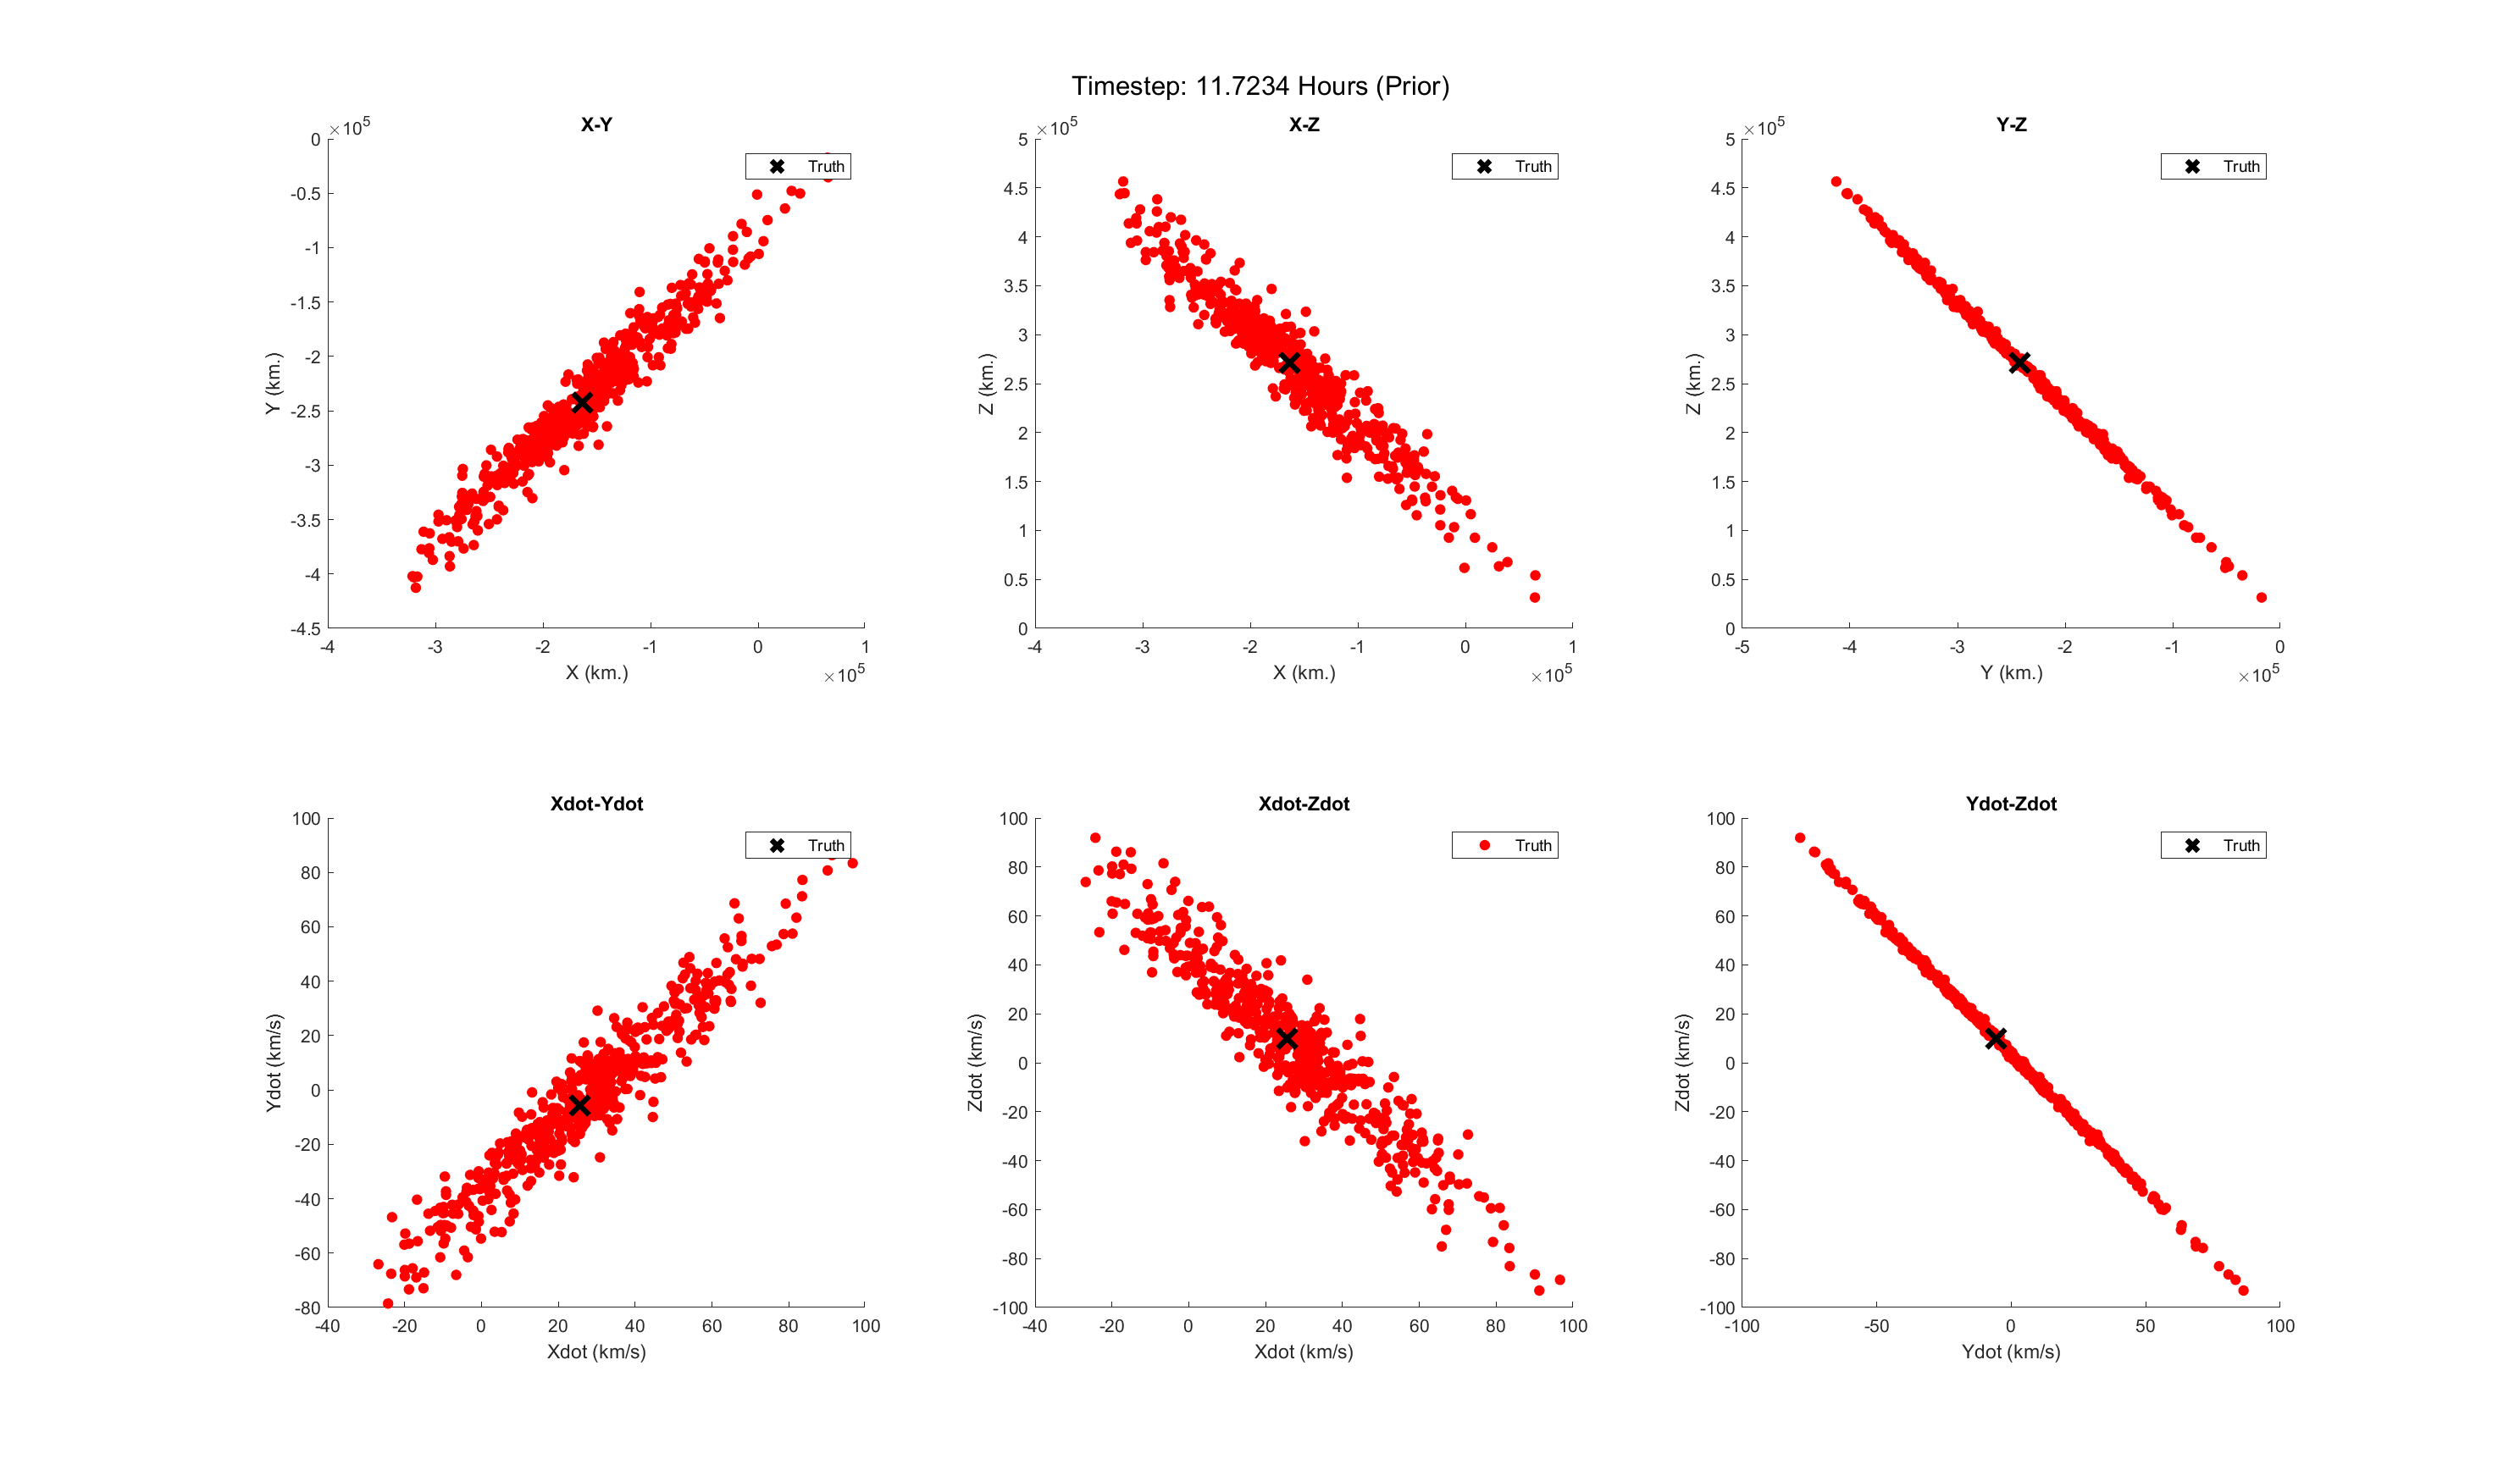 Timestep: 11.7234 Hours (Prior)
X-Y
×10^5
0
-0.5
-1
-1.5
-2
-2.5
-3
-3.5
-4
-4.5
Y (km.)
Truth
-4 -3 -2 -1 0 1
X (km.)
×10^5
X-Z
×10^5
5
4.5
4
3.5
3
2.5
2
1.5
1
0.5
0
Z (km.)
Truth
-4 -3 -2 -1 0 1
X (km.)
×10^5
Y-Z
×10^5
5
4.5
4
3.5
3
2.5
2
1.5
1
0.5
0
Z (km.)
Truth
-5 -4 -3 -2 -1 0
Y (km.)
×10^5
Xdot-Ydot
100
80
60
40
20
0
-20
-40
-60
-80
Ydot (km/s)
Truth
-40 -20 0 20 40 60 80 100
Xdot (km/s)
Xdot-Zdot
100
80
60
40
20
0
-20
-40
-60
-80
-100
Zdot (km/s)
Truth
-40 -20 0 20 40 60 80 100
Xdot (km/s)
Ydot-Zdot
100
80
60
40
20
0
-20
-40
-60
-80
-100
Zdot (km/s)
Truth
-100 -50 0 50 100
Ydot (km/s)